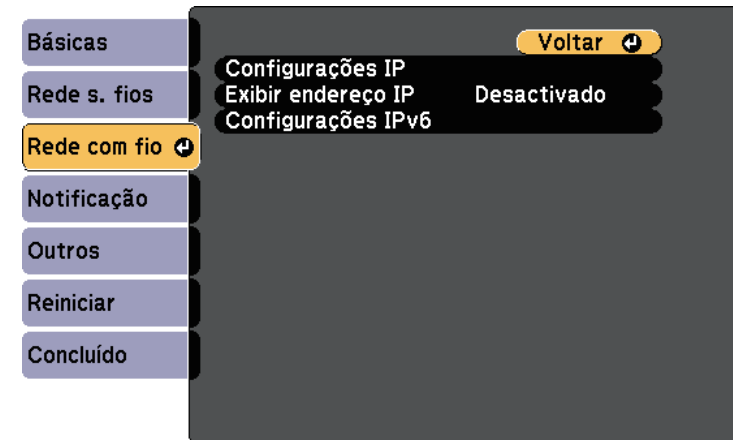 Básicas
Rede s. fios
Rede com fio
Notificação
Outros
Reiniciar
Concluído
Voltar
Configurações IP
Exibir endereço IP Desactivado
Configurações IPv6